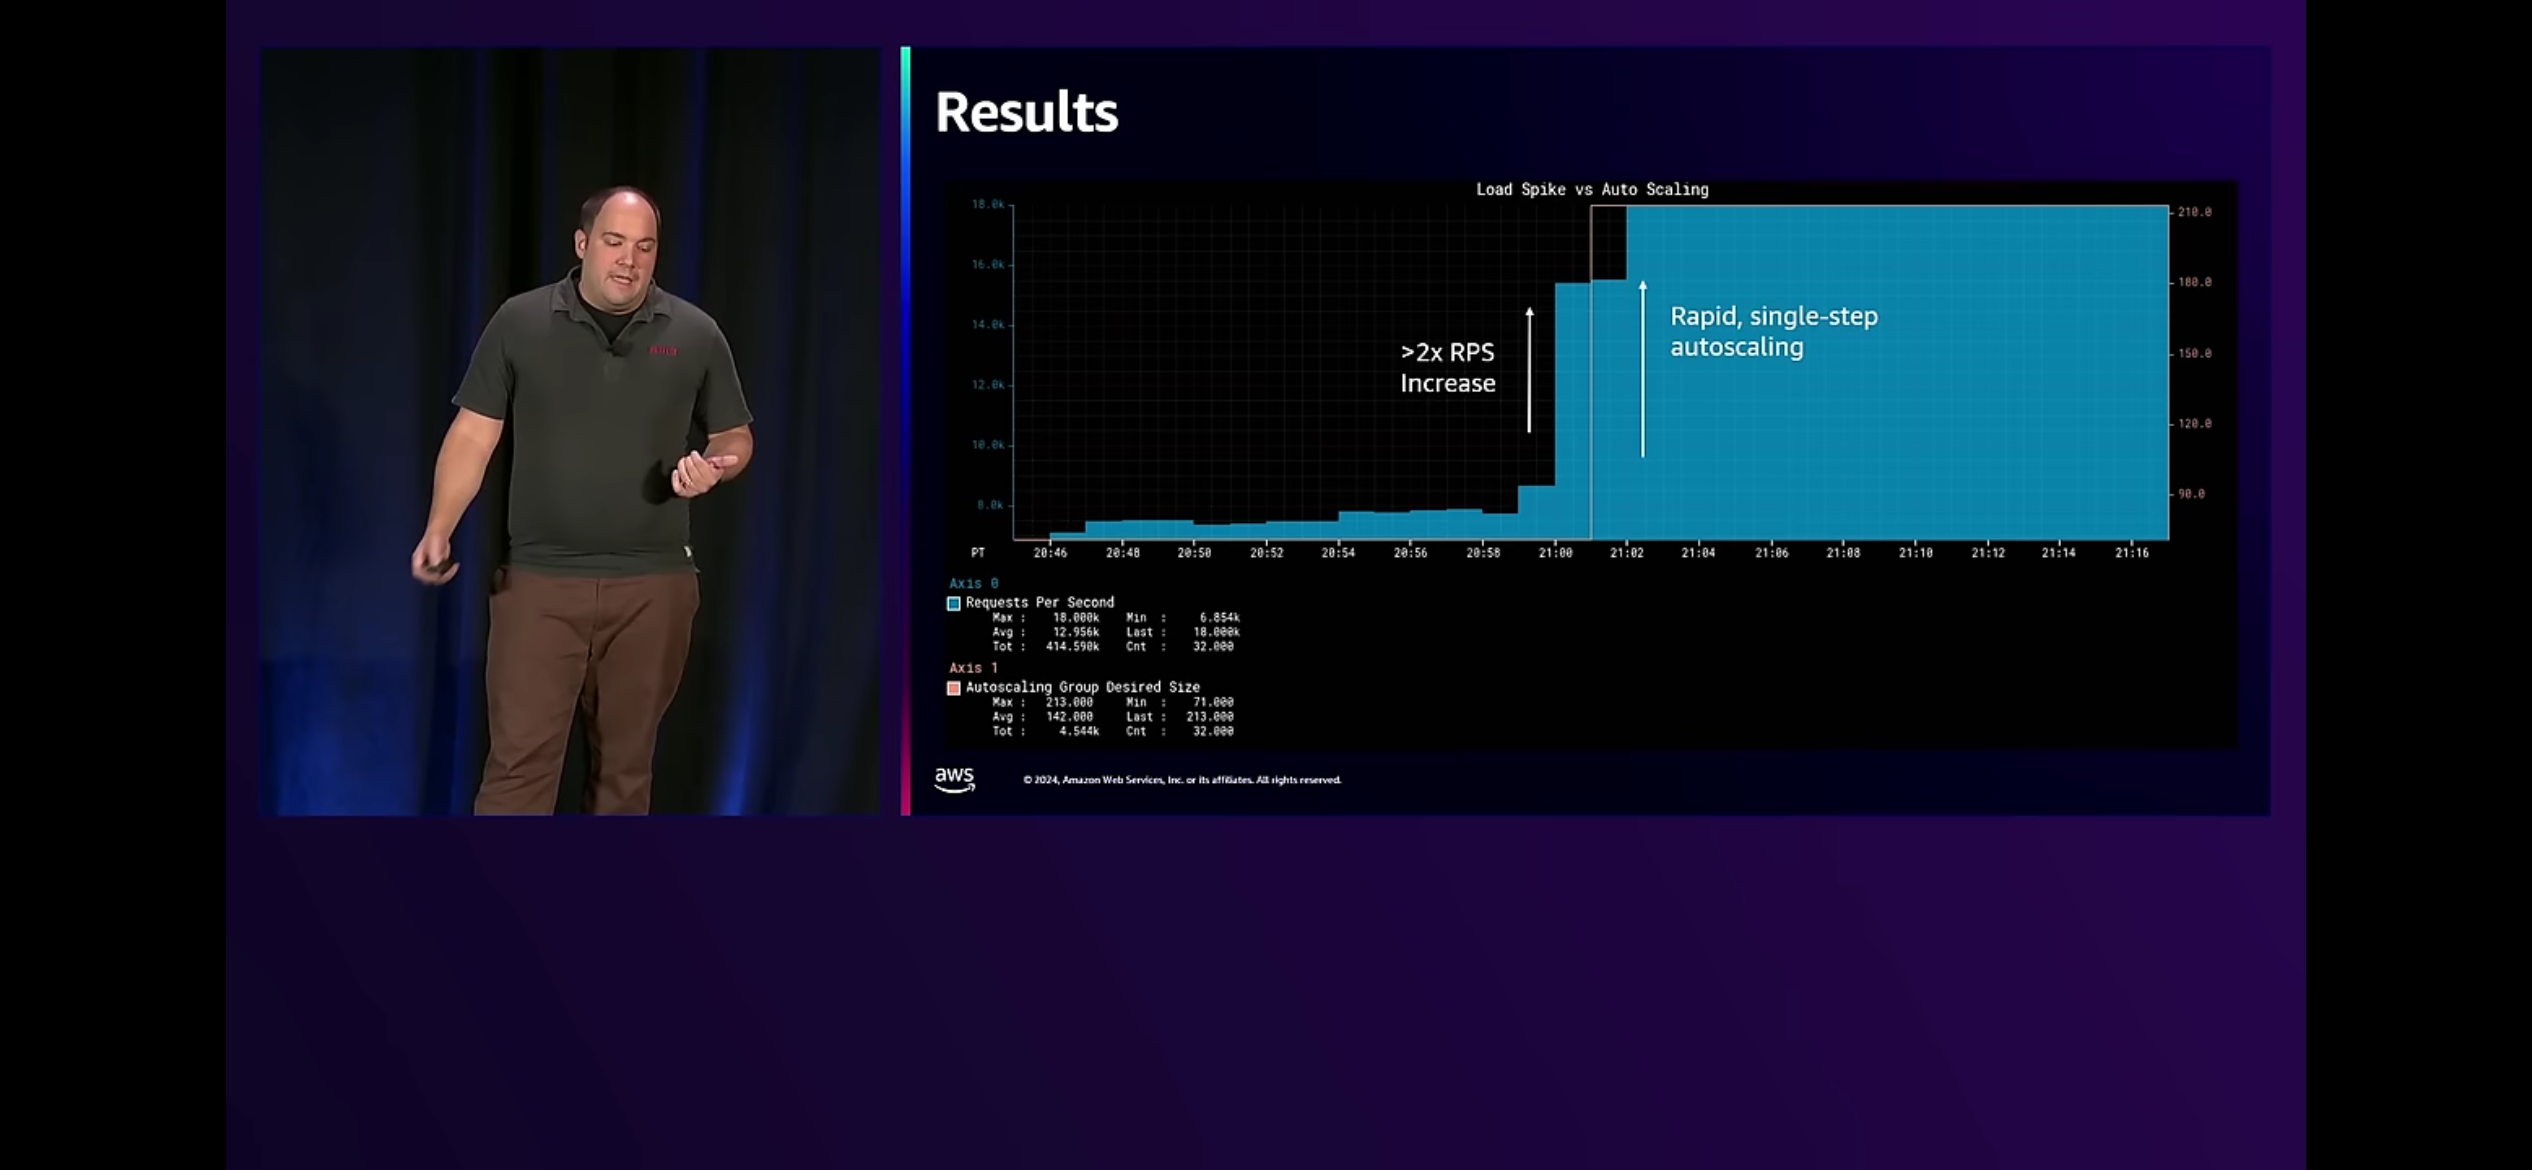 Results
Load Spike vs Auto Scaling
18.0k
16.0k
14.0k
12.0k
10.0k
8.0k
210.0
180.0
150.0
120.0
90.0
>2x RPS
Increase
Rapid, single-step
autoscaling
PT 20:46 20:48 20:50 20:52 20:54 20:56 20:58 21:00 21:02 21:04 21:06 21:08 21:10 21:12 21:14 21:16
Axis 0
Requests Per Second
Max : 18.000k Min : 6.854k
Avg : 12.956k Last : 18.000k
Tot : 414.590k Cnt : 32.000
Axis 1
Autoscaling Group Desired Size
Max : 213.000 Min : 71.000
Avg : 142.000 Last : 213.000
Tot : 4.544k Cnt : 32.000
aws
© 2024, Amazon Web Services, Inc. or its affiliates. All rights reserved.